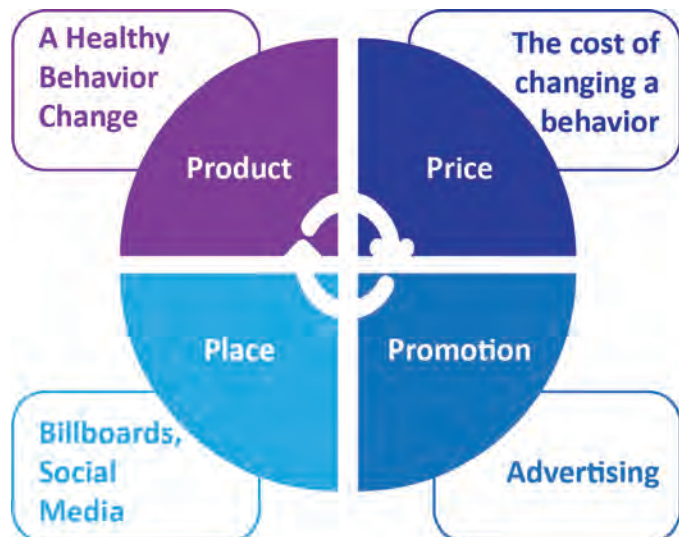 A Healthy
Behavior
Change
The cost of
changing a
behavior
Product
Price
Place
Promotion
Billboards,
Social
Media
Advertising